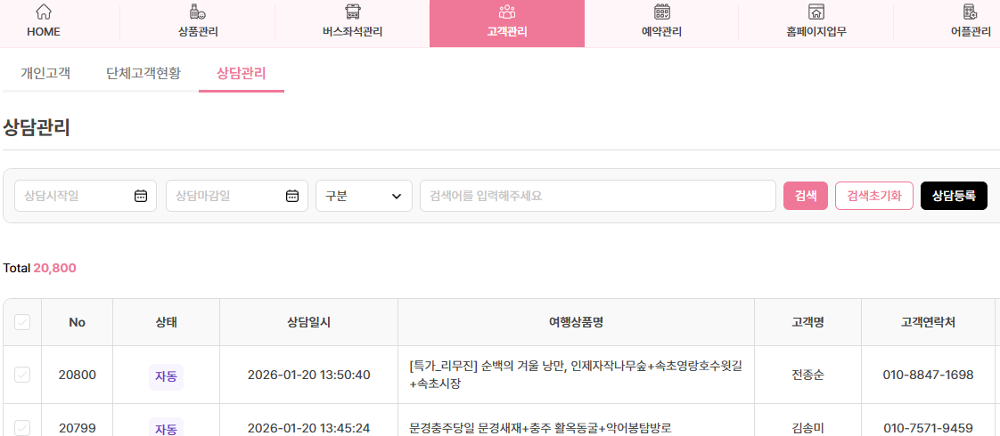 HOME
상품관리
버스좌석관리
고객관리
예약관리
홈페이지업무
어플관리
개인고객
단체고객현황
상담관리
상담관리
상담시작일
상담마감일
구분
검색어를 입력해주세요
검색
검색초기화
상담등록
Total 20,800
No
상태
상담일시
여행상품명
고객명
고객연락처
20800
자동
2026-01-20 13:50:40
[특가_리무진] 순백의 겨울 낭만, 인제자작나무숲+속초영랑호수윗길
+속초시장
전종순
010-8847-1698
20799
자동
2026-01-20 13:45:24
문경충주당일 문경새재+충주 활옥동굴+악어봉탐방로
김송미
010-7571-9459